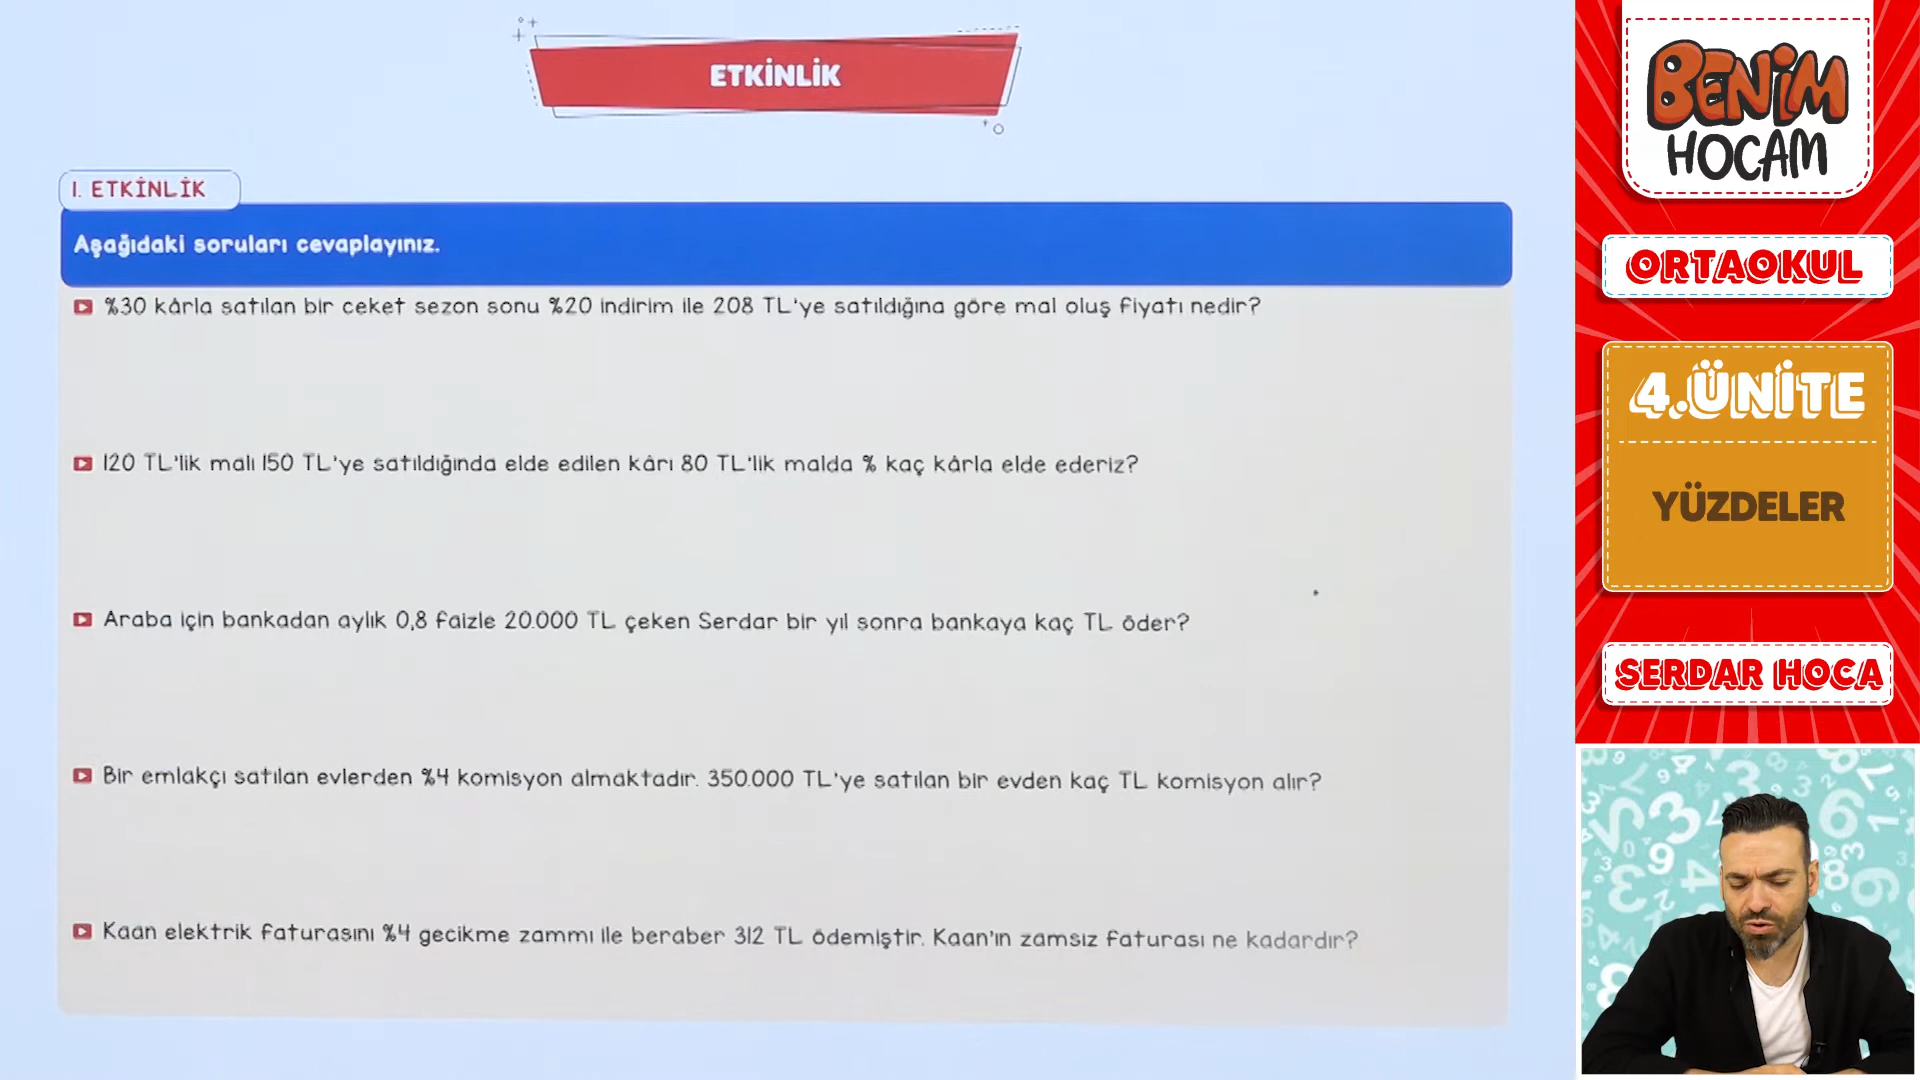 ETKİNLİK
1. ETKİNLİK
Aşağıdaki soruları cevaplayınız.
%30 kârla satılan bir ceket sezon sonu %20 indirim ile 208 TL'ye satıldığına göre mal oluş fiyatı nedir?
120 TL'lik malı 150 TL'ye satıldığında elde edilen kârı 80 TL'lik malda % kaç kârla elde ederiz?
Araba için bankadan aylık 0,8 faizle 20.000 TL çeken Serdar bir yıl sonra bankaya kaç TL öder?
Bir emlakçı satılan evlerden %4 komisyon almaktadır. 350.000 TL'ye satılan bir evden kaç TL komisyon alır?
Kaan elektrik faturasını %4 gecikme zammı ile beraber 312 TL ödemiştir. Kaan'ın zamsız faturası ne kadardır?
BENİM
HOCAM
ORTAOKUL
4.ÜNİTE
YÜZDELER
SERDAR HOCA